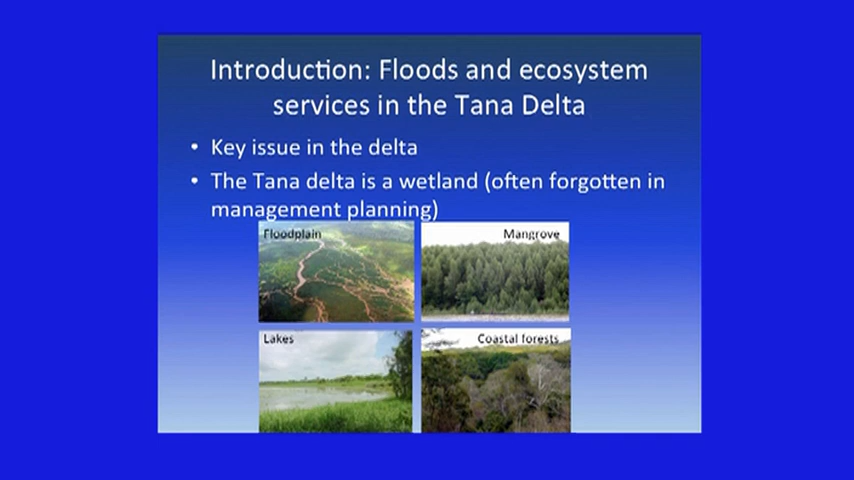 Introduction: Floods and ecosystem
services in the Tana Delta
• Key issue in the delta
• The Tana delta is a wetland (often forgotten in
management planning)
Floodplain
Mangrove
Lakes
Coastal forests